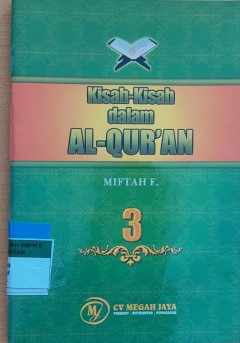 Kisah-Kisah
dalam
AL-QUR'AN
MIFTAH F.
3
CV MEGAH JAYA